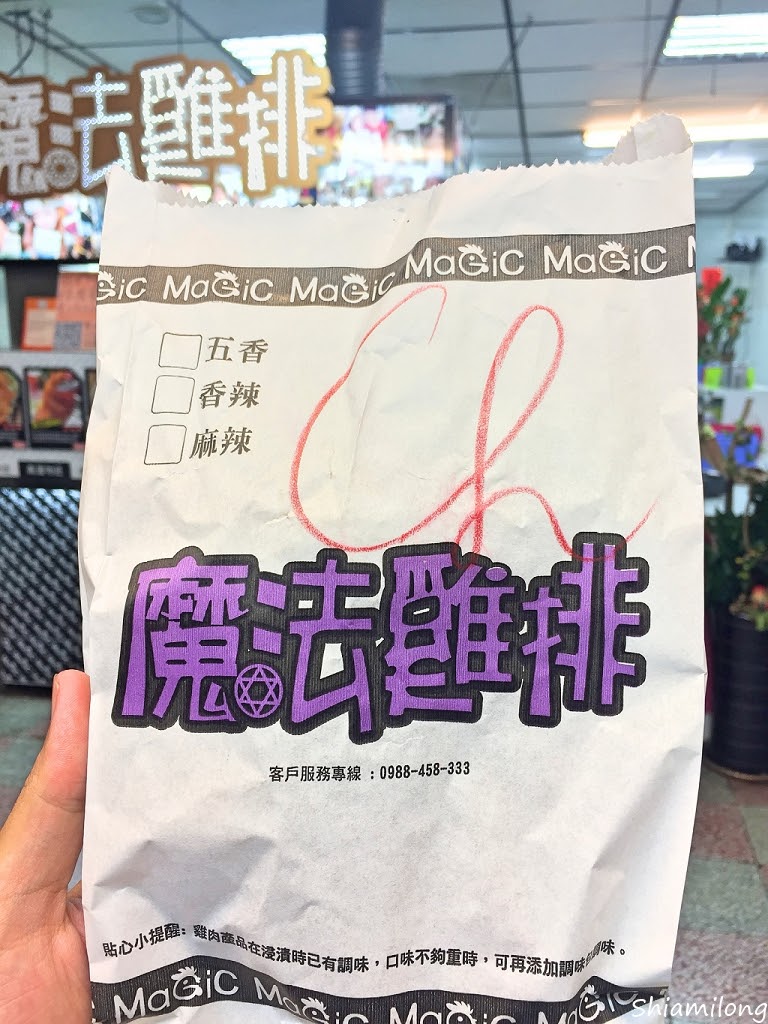 魔法雞排
GiC MaGiC MaGiC MaGiC MaGiC
五香
香辣
麻辣
Ch
魔法雞排
客戶服務專線：0988-458-333
貼心小提醒：雞肉產品在浸漬時已有調味，口味不夠重時，可再添加調味
MaGiC MaGiC MaGiC
Shiamilong